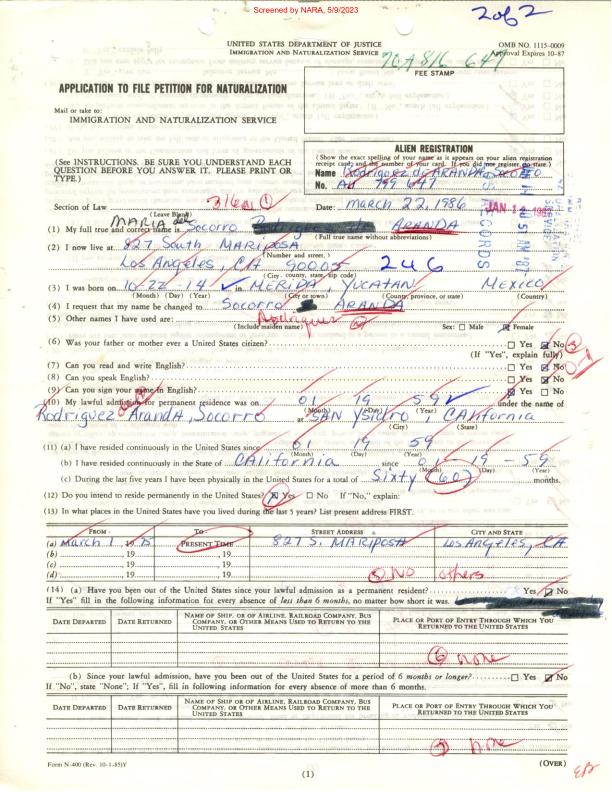 Screened by NARA, 5/9/2023
2 of 2
UNITED STATES DEPARTMENT OF JUSTICE
IMMIGRATION AND NATURALIZATION SERVICE
OMB NO. 1115-0009
Approval Expires 10-87
FEE STAMP
APPLICATION TO FILE PETITION FOR NATURALIZATION
Mail or take to:
IMMIGRATION AND NATURALIZATION SERVICE
ALIEN REGISTRATION
(See INSTRUCTIONS. BE SURE YOU UNDERSTAND EACH QUESTION BEFORE YOU ANSWER IT. PLEASE PRINT OR TYPE.)
(Show the exact spelling of your name as it appears on your alien registration receipt card, and the number of your card. If you did not register, so state.)
Name Rodriguez de ARANDA, SOCORRO
No.
Section of Law 316(a)
(Leave Blank)
Date: March 22, 1986
(1) My full true and correct name is MARIA del Socorro ARANDA
(Full true name without abbreviations)
(2) I now live at 827 South MARIPOSA
(Number and street,)
Los Angeles, CA 90005 246
(City, county, state, zip code)
(3) I was born on 10-22-14 in MERIDA, YUCATAN MEXICO
(Month) (Day) (Year) (City or town) (County, province, or state) (Country)
(4) I request that my name be changed to Socorro ARANDA
(5) Other names I have used are: Rodriguez
(Include maiden name)
Sex: Male Female
(6) Was your father or mother ever a United States citizen? Yes No
(If "Yes", explain fully)
(7) Can you read and write English? Yes No
(8) Can you speak English? Yes No
(9) Can you sign your name in English? Yes No
(10) My lawful admission for permanent residence was on 01 19 59 under the name of
(Month) (Day) (Year)
Rodriguez de ArandA, Socorro at SAN YsIdro, CAlifornia
(City) (State)
(11) (a) I have resided continuously in the United States since 01 19 59
(Month) (Day) (Year)
(b) I have resided continuously in the State of CAlifornia since 01-19-59
(Month) (Day) (Year)
(c) During the last five years I have been physically in the United States for a total of Sixty (60) months.
(12) Do you intend to reside permanently in the United States? Yes No If "No," explain:
(13) In what places in the United States have you lived during the last 5 years? List present address FIRST.
FROM - TO - STREET ADDRESS CITY AND STATE
(a) March 1, 1975 PRESENT TIME 827 S. MARIPOSA Los Angeles, CA
(b) , 19 , 19
(c) , 19 , 19
(d) , 19 , 19 No others
(14) (a) Have you been out of the United States since your lawful admission as a permanent resident? Yes No
If "Yes" fill in the following information for every absence of less than 6 months, no matter how short it was.
DATE DEPARTED DATE RETURNED NAME OF SHIP, OR OF AIRLINE, RAILROAD COMPANY, BUS COMPANY, OR OTHER MEANS USED TO RETURN TO THE UNITED STATES PLACE OR PORT OF ENTRY THROUGH WHICH YOU RETURNED TO THE UNITED STATES
(6) none
(b) Since your lawful admission, have you been out of the United States for a period of 6 months or longer? Yes No
If "No", state "None"; If "Yes", fill in following information for every absence of more than 6 months.
DATE DEPARTED DATE RETURNED NAME OF SHIP, OR OF AIRLINE, RAILROAD COMPANY, BUS COMPANY, OR OTHER MEANS USED TO RETURN TO THE UNITED STATES PLACE OR PORT OF ENTRY THROUGH WHICH YOU RETURNED TO THE UNITED STATES
(7) none
Form N-400 (Rev. 10-1-85)Y
(1)
(OVER)